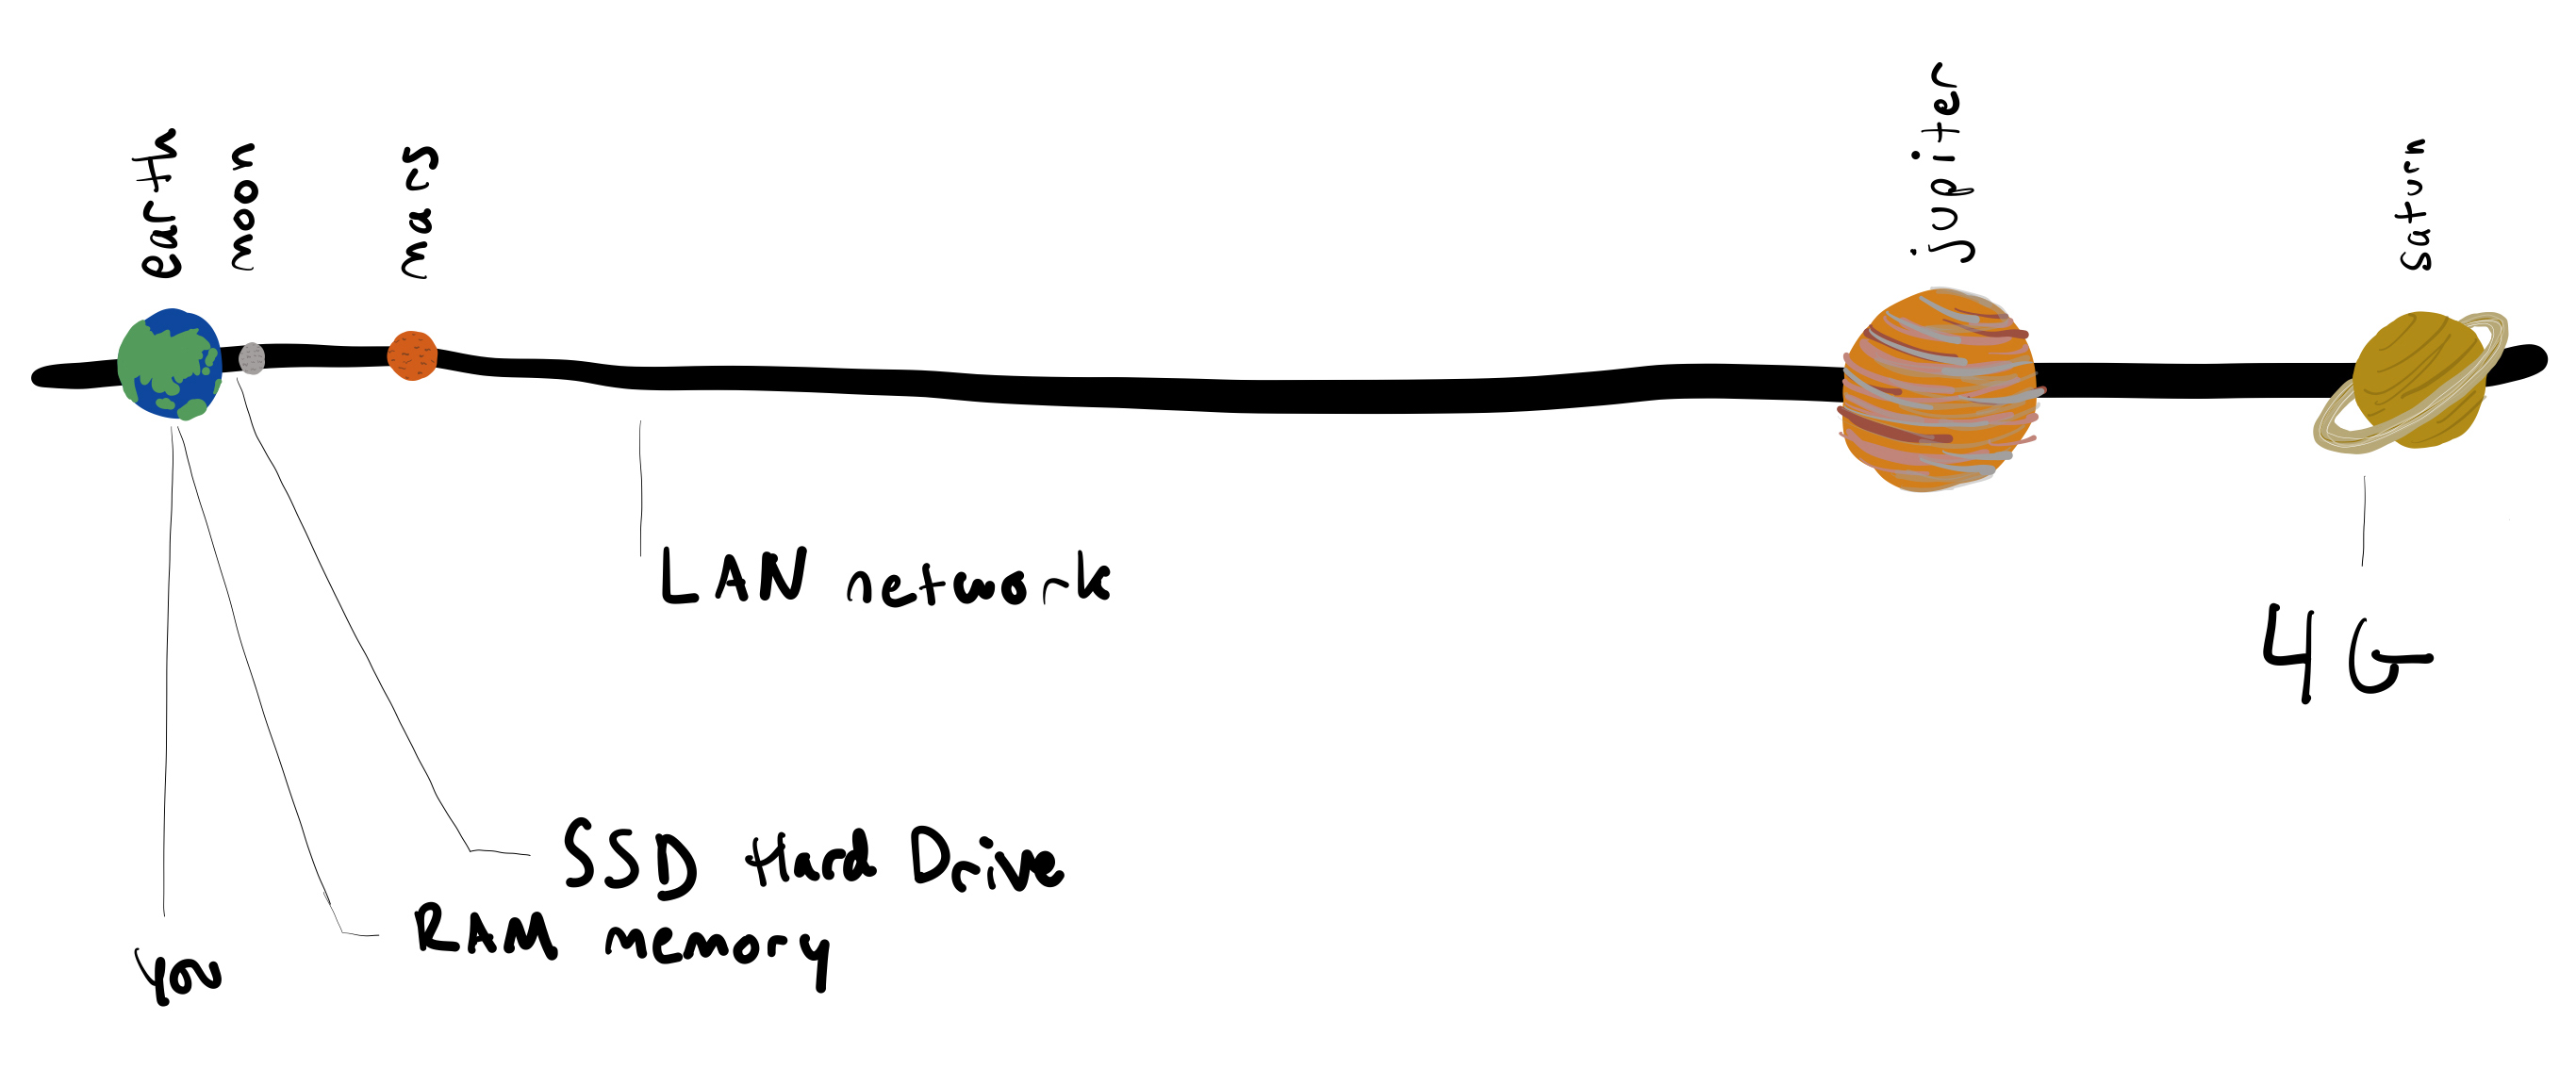 earth
moon
mars
jupiter
saturn
LAN network
4G
SSD Hard Drive
RAM memory
you